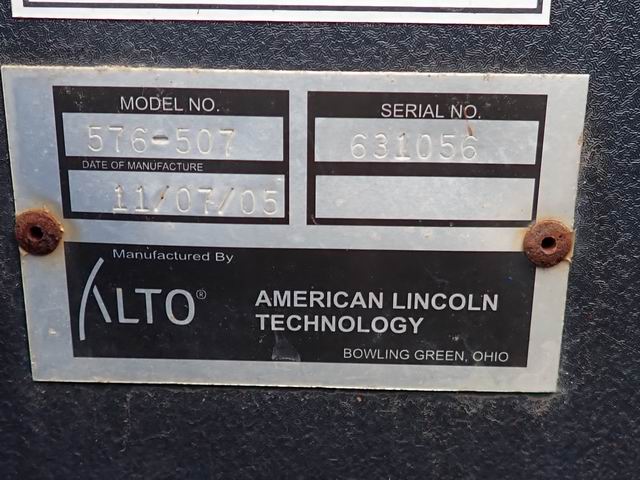 MODEL NO.
576-507
DATE OF MANUFACTURE
11/07/05
SERIAL NO.
631056
Manufactured By
ALTO®
AMERICAN LINCOLN
TECHNOLOGY
BOWLING GREEN, OHIO